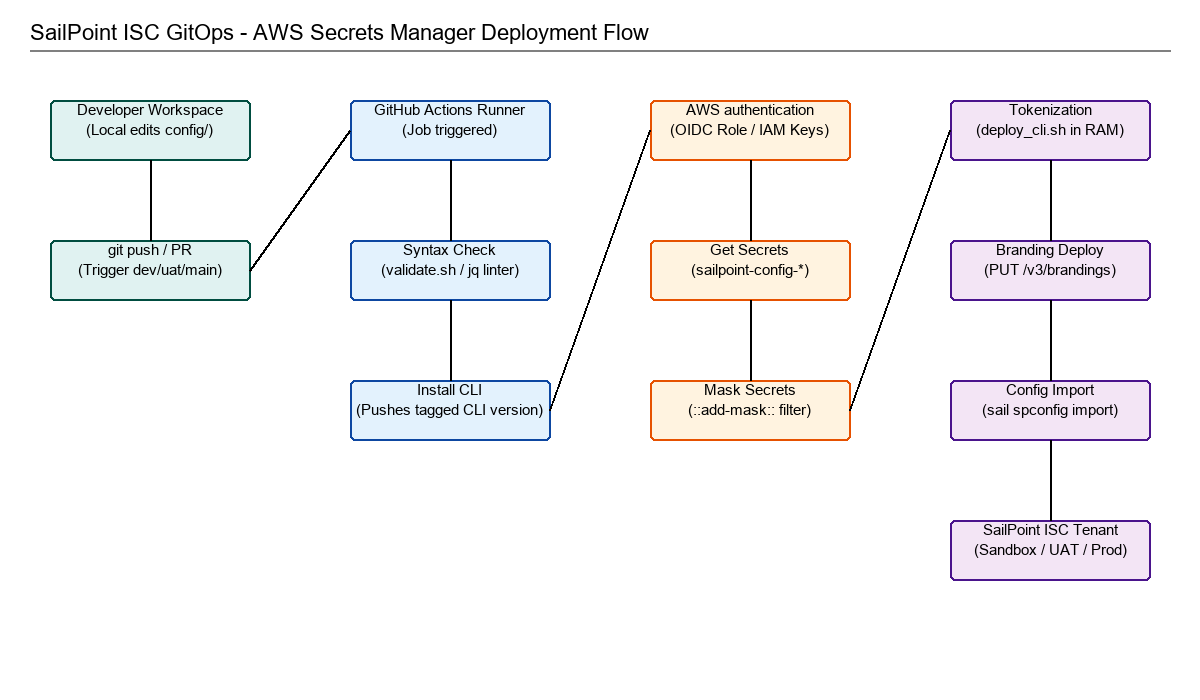 SailPoint ISC GitOps - AWS Secrets Manager Deployment Flow
Developer Workspace
(Local edits config/)
git push / PR
(Trigger dev/uat/main)
GitHub Actions Runner
(Job triggered)
Syntax Check
(validate.sh / jq linter)
Install CLI
(Pushes tagged CLI version)
AWS authentication
(OIDC Role / IAM Keys)
Get Secrets
(sailpoint-config-*)
Mask Secrets
(::add-mask:: filter)
Tokenization
(deploy_cli.sh in RAM)
Branding Deploy
(PUT /v3/brandings)
Config Import
(sail spconfig import)
SailPoint ISC Tenant
(Sandbox / UAT / Prod)